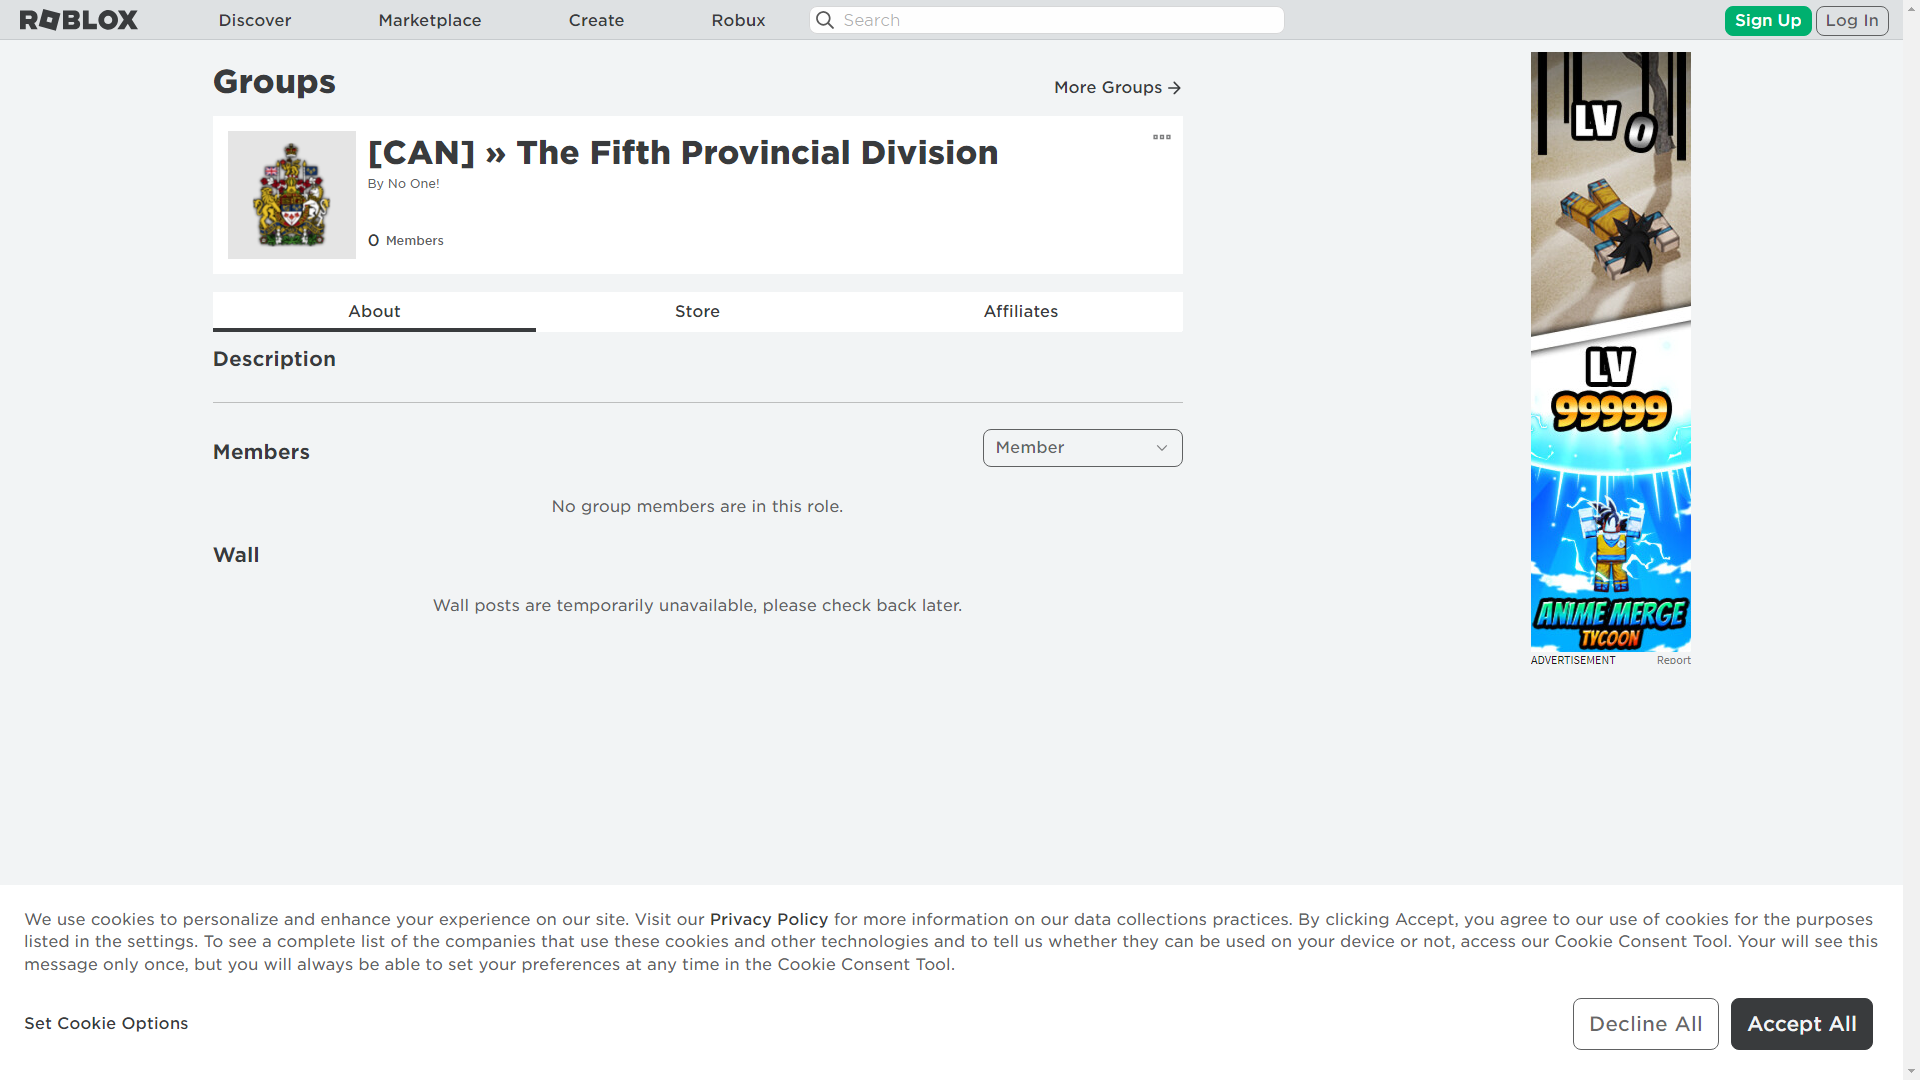 ROBLOX
Discover
Marketplace
Create
Robux
Search
Sign Up
Log In
Groups
More Groups
[CAN] » The Fifth Provincial Division
By No One!
0 Members
About
Store
Affiliates
Description
Members
Member
No group members are in this role.
Wall
Wall posts are temporarily unavailable, please check back later.
LV 0
LV
99999
ANIME MERGE
TYCOON
ADVERTISEMENT
Report
We use cookies to personalize and enhance your experience on our site. Visit our Privacy Policy for more information on our data collections practices. By clicking Accept, you agree to our use of cookies for the purposes
listed in the settings. To see a complete list of the companies that use these cookies and other technologies and to tell us whether they can be used on your device or not, access our Cookie Consent Tool. Your will see this
message only once, but you will always be able to set your preferences at any time in the Cookie Consent Tool.
Set Cookie Options
Decline All
Accept All